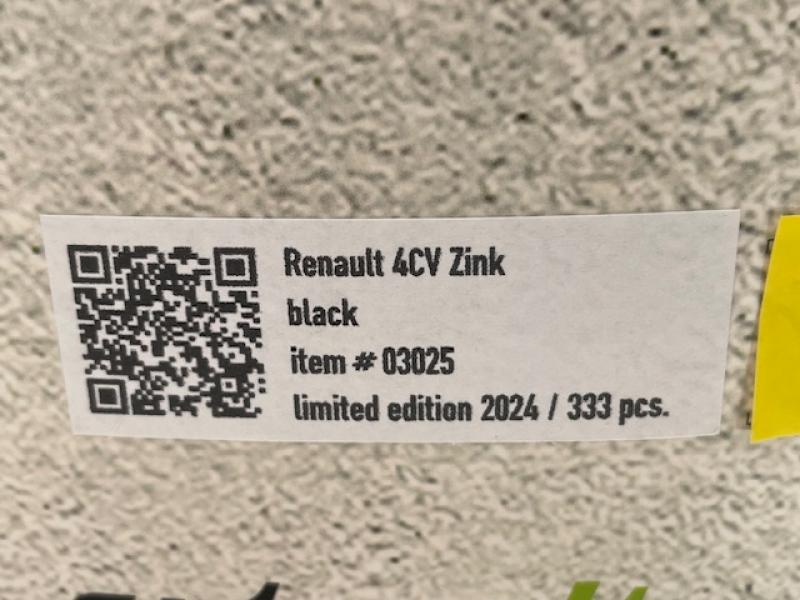 Renault 4CV Zink
black
item # 03025
limited edition 2024 / 333 pcs.